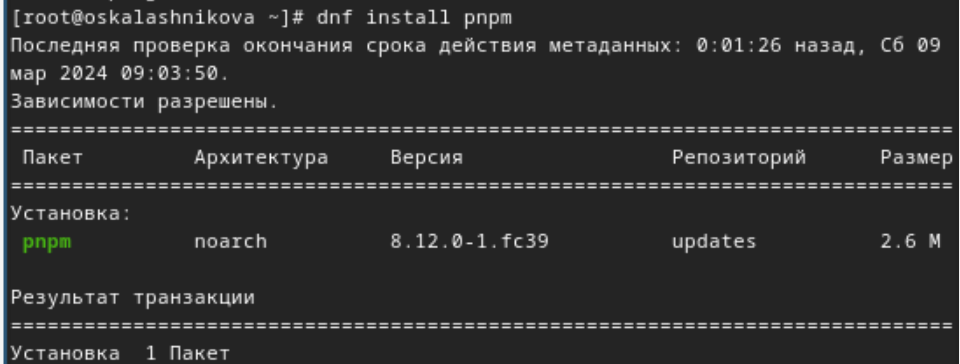 [root@oskalashnikova ~]# dnf install pnpm
Последняя проверка окончания срока действия метаданных: 0:01:26 назад, Сб 09
мар 2024 09:03:50.
Зависимости разрешены.
================================================================================
Пакет Архитектура Версия Репозиторий Размер
================================================================================
Установка:
pnpm noarch 8.12.0-1.fc39 updates 2.6 M
Результат транзакции
================================================================================
Установка 1 Пакет